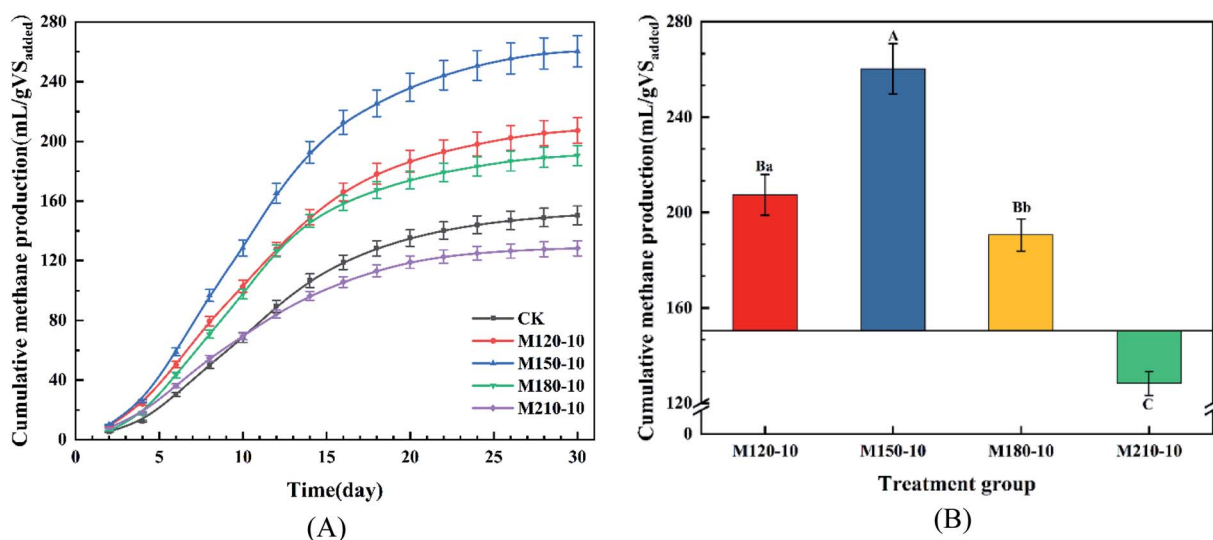 Cumulative methane production(mL/gVSadded)
280
240
200
160
120
80
40
0
0
5
10
15
20
25
30
CK
M120-10
M150-10
M180-10
M210-10
Time(day)
(A)
Cumulative methane production(mL/gVSadded)
280
240
200
160
120
0
Ba
A
Bb
C
M120-10
M150-10
M180-10
M210-10
Treatment group
(B)